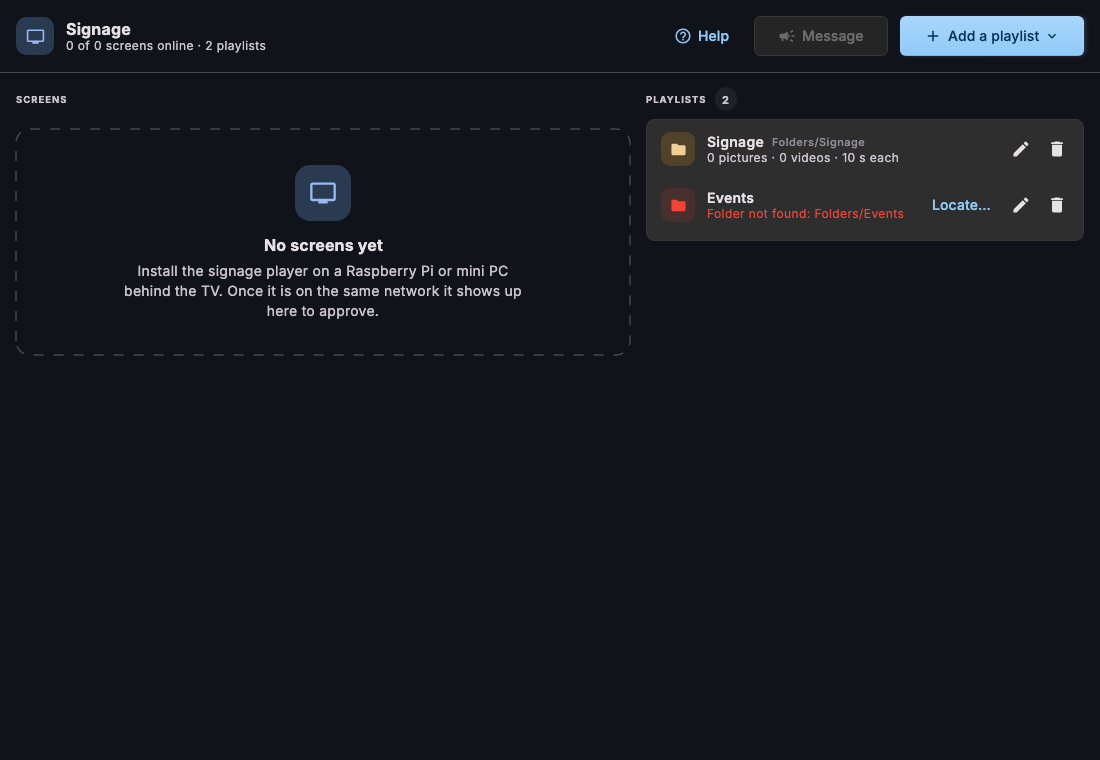 Signage
0 of 0 screens online · 2 playlists
Help
Message
Add a playlist
SCREENS
No screens yet
Install the signage player on a Raspberry Pi or mini PC
behind the TV. Once it is on the same network it shows up
here to approve.
PLAYLISTS 2
Signage Folders/Signage
0 pictures · 0 videos · 10 s each
Events
Folder not found: Folders/Events
Locate...